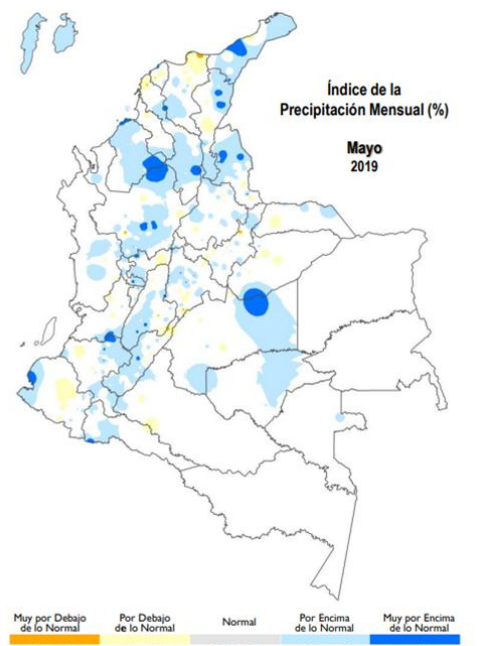 Índice de la
Precipitación Mensual (%)
Mayo
2019
Muy por Debajo
de lo Normal
Por Debajo
de lo Normal
Normal
Por Encima
de lo Normal
Muy por Encima
de lo Normal